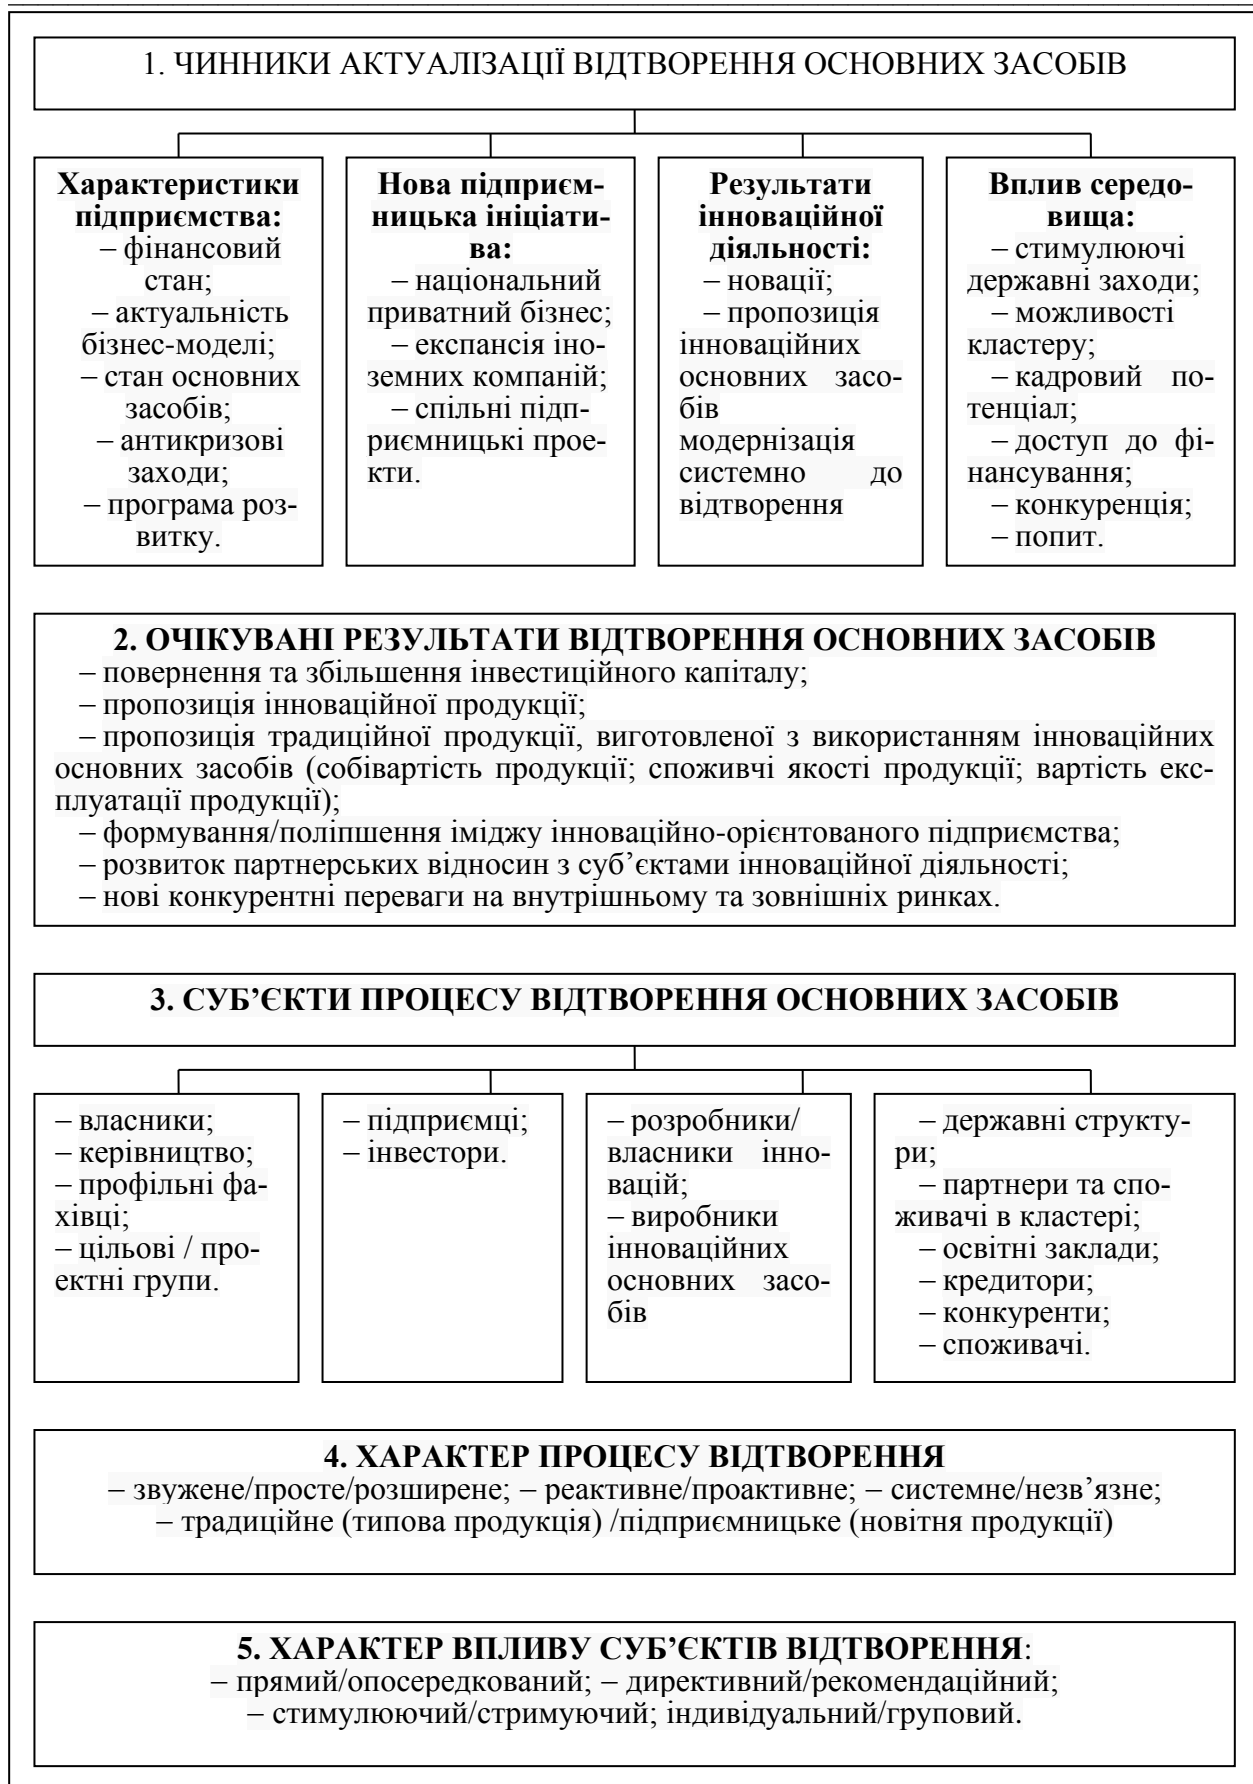 1. ЧИННИКИ АКТУАЛІЗАЦІЇ ВІДТВОРЕННЯ ОСНОВНИХ ЗАСОБІВ
Характеристики
підприємства:
– фінансовий
стан;
– актуальність
бізнес-моделі;
– стан основних
засобів;
– антикризові
заходи;
– програма роз-
витку.
Нова підприєм-
ницька ініціати-
ва:
– національний
приватний бізнес;
– експансія іно-
земних компаній;
– спільні підп-
риємницькі прое-
кти.
Результати
інноваційної
діяльності:
– новації;
– пропозиція
інноваційних
основних засо-
бів
модернізація
системно до
відтворення
Вплив середо-
вища:
– стимулюючі
державні заходи;
– можливості
кластеру;
– кадровий по-
тенціал;
– доступ до фі-
нансування;
– конкуренція;
– попит.
2. ОЧІКУВАНІ РЕЗУЛЬТАТИ ВІДТВОРЕННЯ ОСНОВНИХ ЗАСОБІВ
– повернення та збільшення інвестиційного капіталу;
– пропозиція інноваційної продукції;
– пропозиція традиційної продукції, виготовленої з використанням інноваційних
основних засобів (собівартість продукції; споживчі якості продукції; вартість екс-
плуатації продукції);
– формування/поліпшення іміджу інноваційно-орієнтованого підприємства;
– розвиток партнерських відносин з суб’єктами інноваційної діяльності;
– нові конкурентні переваги на внутрішньому та зовнішніх ринках.
3. СУБ’ЄКТИ ПРОЦЕСУ ВІДТВОРЕННЯ ОСНОВНИХ ЗАСОБІВ
– власники;
– керівництво;
– профільні фа-
хівці;
– цільові / про-
ектні групи.
– підприємці;
– інвестори.
– розробники/
власники інно-
вацій;
– виробники
інноваційних
основних засо-
бів
– державні структу-
ри;
– партнери та спо-
живачі в кластері;
– освітні заклади;
– кредитори;
– конкуренти;
– споживачі.
4. ХАРАКТЕР ПРОЦЕСУ ВІДТВОРЕННЯ
– звужене/просте/розширене; – реактивне/проактивне; – системне/незв’язне;
– традиційне (типова продукція) /підприємницьке (новітня продукції)
5. ХАРАКТЕР ВПЛИВУ СУБ’ЄКТІВ ВІДТВОРЕННЯ:
– прямий/опосередкований; – директивний/рекомендаційний;
– стимулюючий/стримуючий; індивідуальний/груповий.